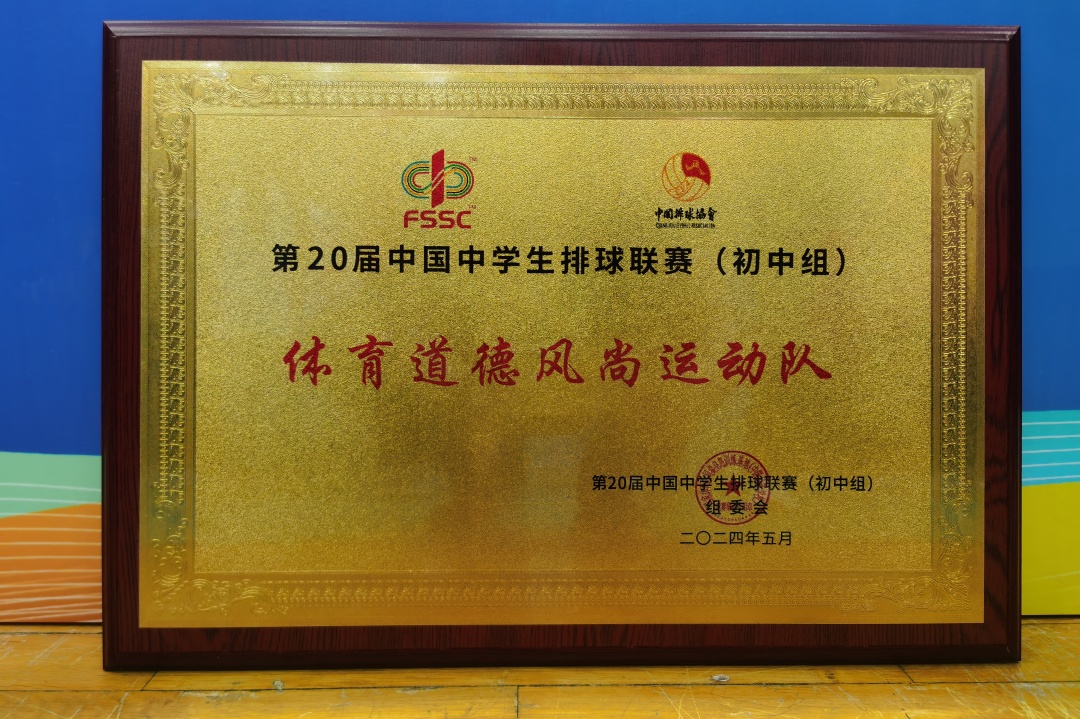 FSSC
中国排球協會
第20届中国中学生排球联赛（初中组）
体育道德风尚运动队
第20届中国中学生排球联赛（初中组）
组委会
二〇二四年五月